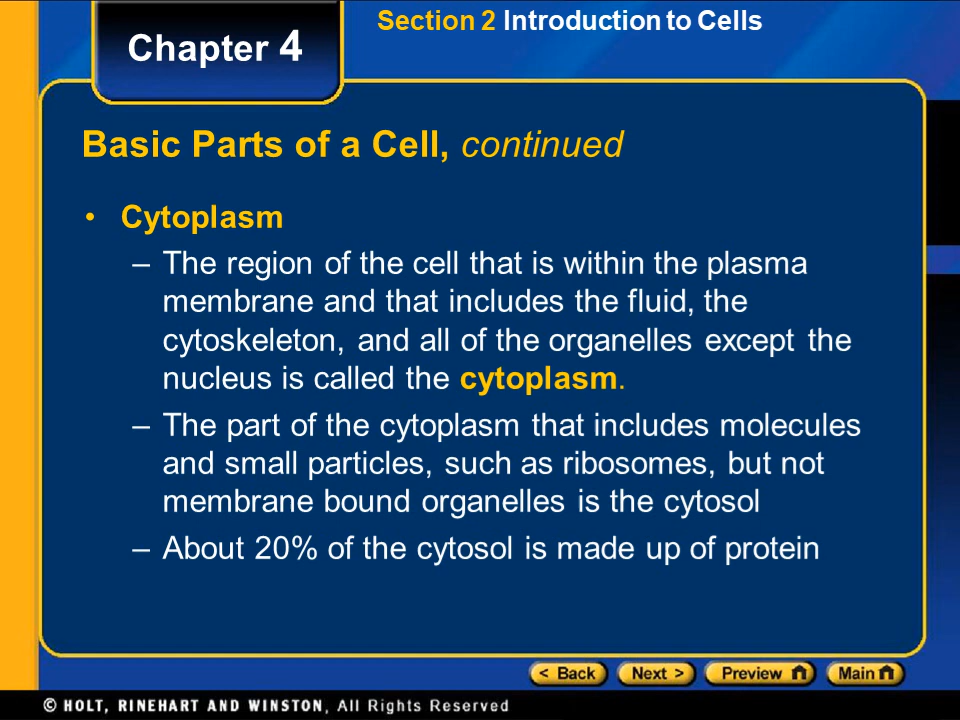 Section 2 Introduction to Cells
Chapter 4
Basic Parts of a Cell, continued
• Cytoplasm
– The region of the cell that is within the plasma
membrane and that includes the fluid, the
cytoskeleton, and all of the organelles except the
nucleus is called the cytoplasm.
– The part of the cytoplasm that includes molecules
and small particles, such as ribosomes, but not
membrane bound organelles is the cytosol
– About 20% of the cytosol is made up of protein
< Back Next > Preview Main
© HOLT, RINEHART AND WINSTON, All Rights Reserved